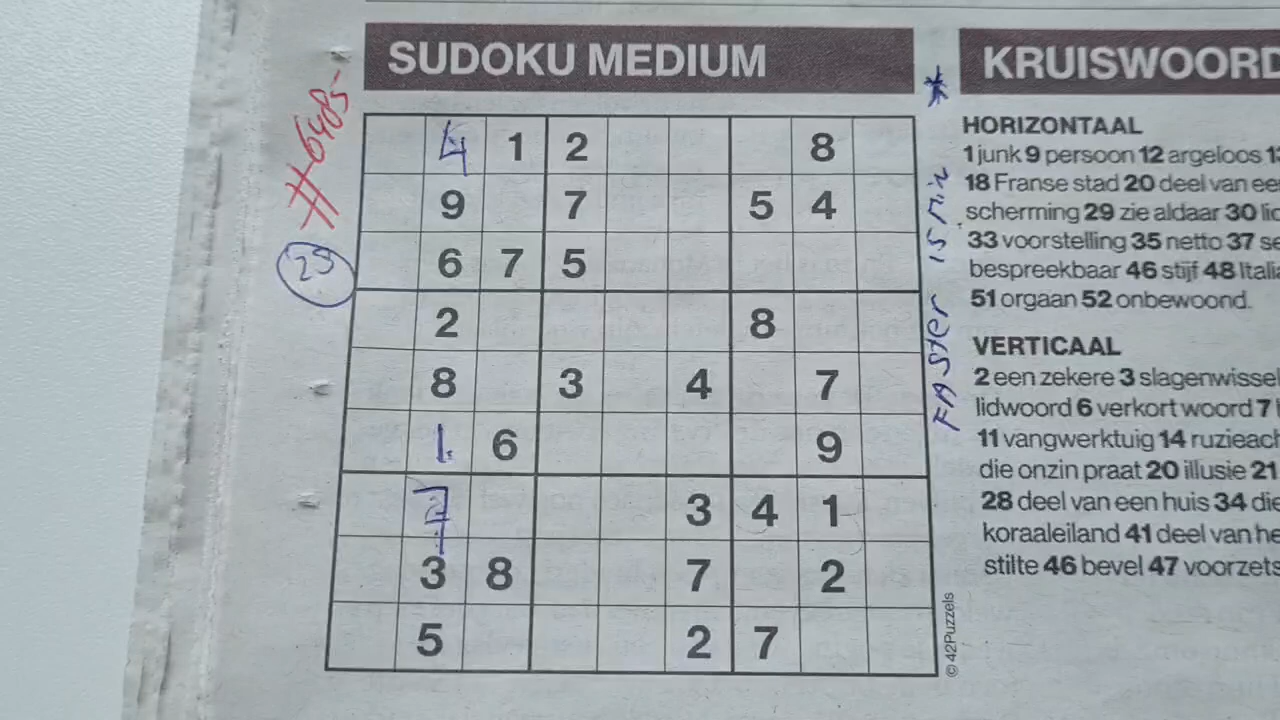 SUDOKU MEDIUM
KRUISWOORD
#6485-
25
4 1 2 8
9 7 5 4
6 7 5
2 8
8 3 4 7
1. 6 9
7 3 4 1
3 8 7 2
5 2 7
FASTER 15 Min *
© 42Puzzels
HORIZONTAAL
1 junk 9 persoon 12 argeloos
18 Franse stad 20 deel van
scherming 29 zie aldaar 30
33 voorstelling 35 netto 37
bespreekbaar 46 stijf 48
51 orgaan 52 onbewoond.
VERTICAAL
2 een zekere 3
lidwoord 6 verkort woord 7
11 vangwerktuig 14
die onzin praat 20 illusie 21
28 deel van een huis 34 die
koraaleiland 41 deel van
stilte 46 bevel 47